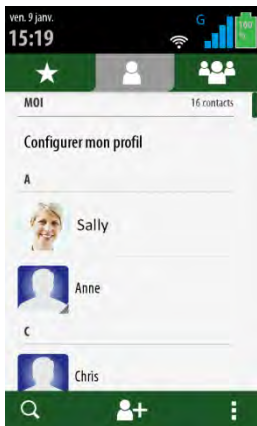 ven. 9 janv.
15:19
G
100
%
MOI 16 contacts
Configurer mon profil
A
Sally
Anne
C
Chris